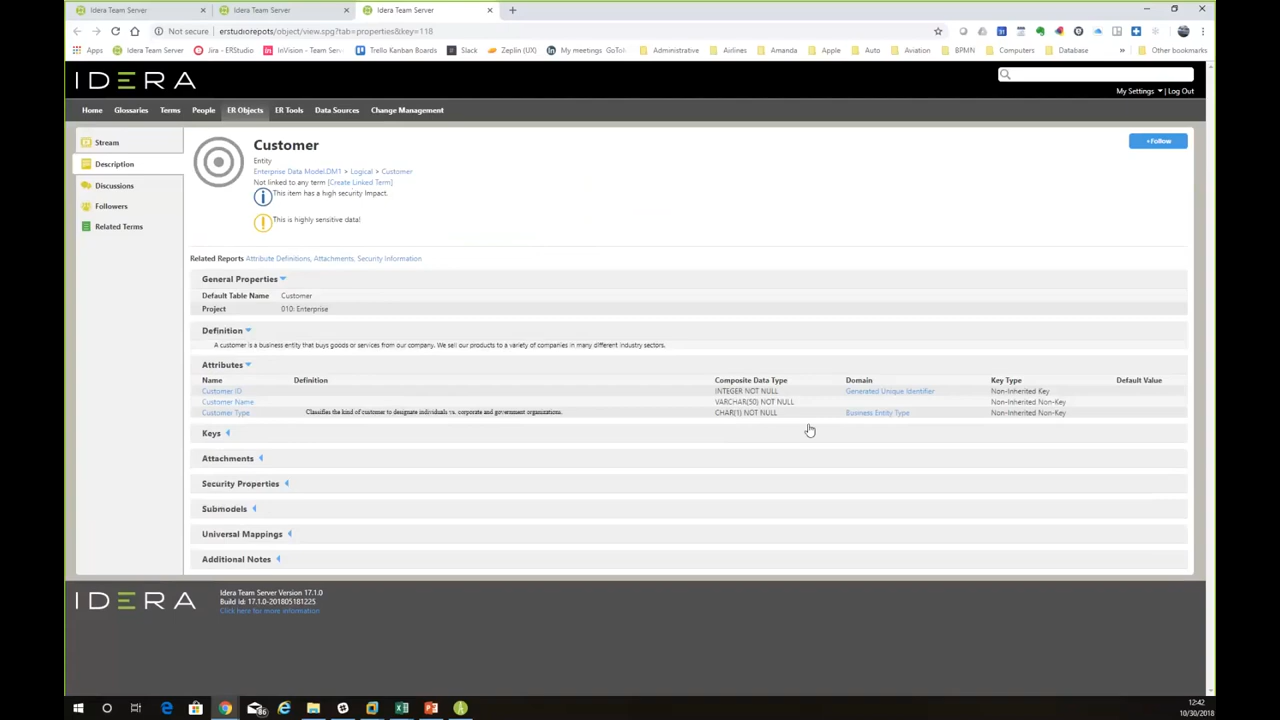 Idera Team Server
Idera Team Server
Idera Team Server
Not secure erstudiorepots/object/view.spg?tab=properties&key=118
Apps Idera Team Server Jira - ERStudio InVision - Team Serv Trello Kanban Boards Slack Zeplin (UX) My meetings GoTo Administrative Airlines Amanda Apple Auto Aviation BPMN Computers Database » Other bookmarks
IDERA
My Settings | Log Out
Home Glossaries Terms People ER Objects ER Tools Data Sources Change Management
Stream
Description
Discussions
Followers
Related Terms
Customer
+Follow
Entity
Enterprise Data Model.DM1 > Logical > Customer
Not linked to any term [Create Linked Term]
This item has a high security Impact.
This is highly sensitive data!
Related Reports Attribute Definitions, Attachments, Security Information
General Properties
Default Table Name Customer
Project 010: Enterprise
Definition
A customer is a business entity that buys goods or services from our company. We sell our products to a variety of companies in many different industry sectors.
Attributes
Name Definition Composite Data Type Domain Key Type Default Value
Customer ID INTEGER NOT NULL Generated Unique Identifier Non-Inherited Key
Customer Name VARCHAR(50) NOT NULL Non-Inherited Non-Key
Customer Type Classifies the kind of customer to designate individuals vs. corporate and government organizations. CHAR(1) NOT NULL Business Entity Type Non-Inherited Non-Key
Keys
Attachments
Security Properties
Submodels
Universal Mappings
Additional Notes
IDERA
Idera Team Server Version 17.1.0
Build Id: 17.1.0-201805181225
Click here for more information
86
12:42
10/30/2018